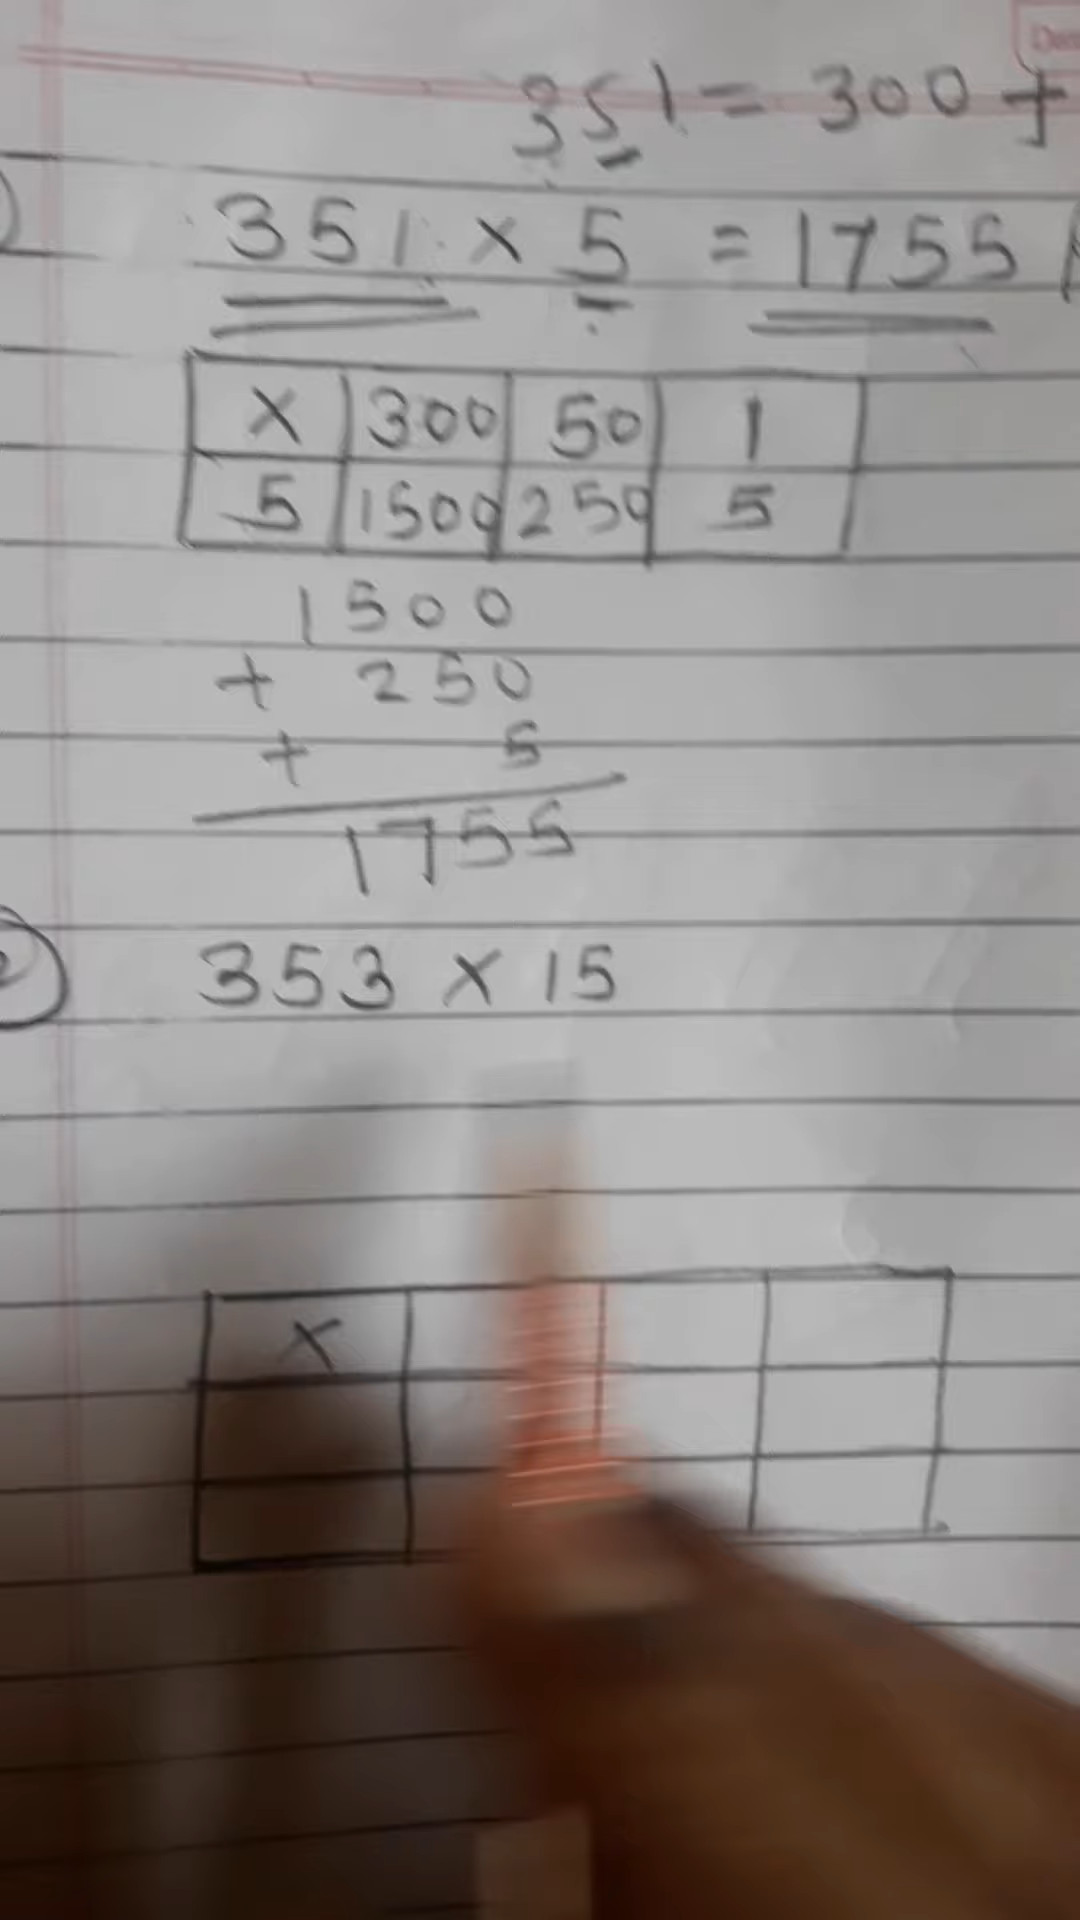 351 = 300 +
351 × 5 = 1755
× 300 50 1
5 1500 250 5
1500
+ 250
+ 5
1755
353 × 15
×